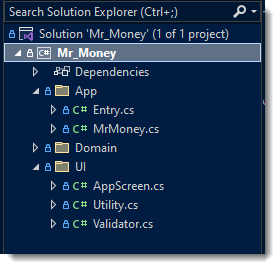 Search Solution Explorer (Ctrl+;)
Solution 'Mr_Money' (1 of 1 project)
C# Mr_Money
Dependencies
App
C# Entry.cs
C# MrMoney.cs
Domain
UI
C# AppScreen.cs
C# Utility.cs
C# Validator.cs